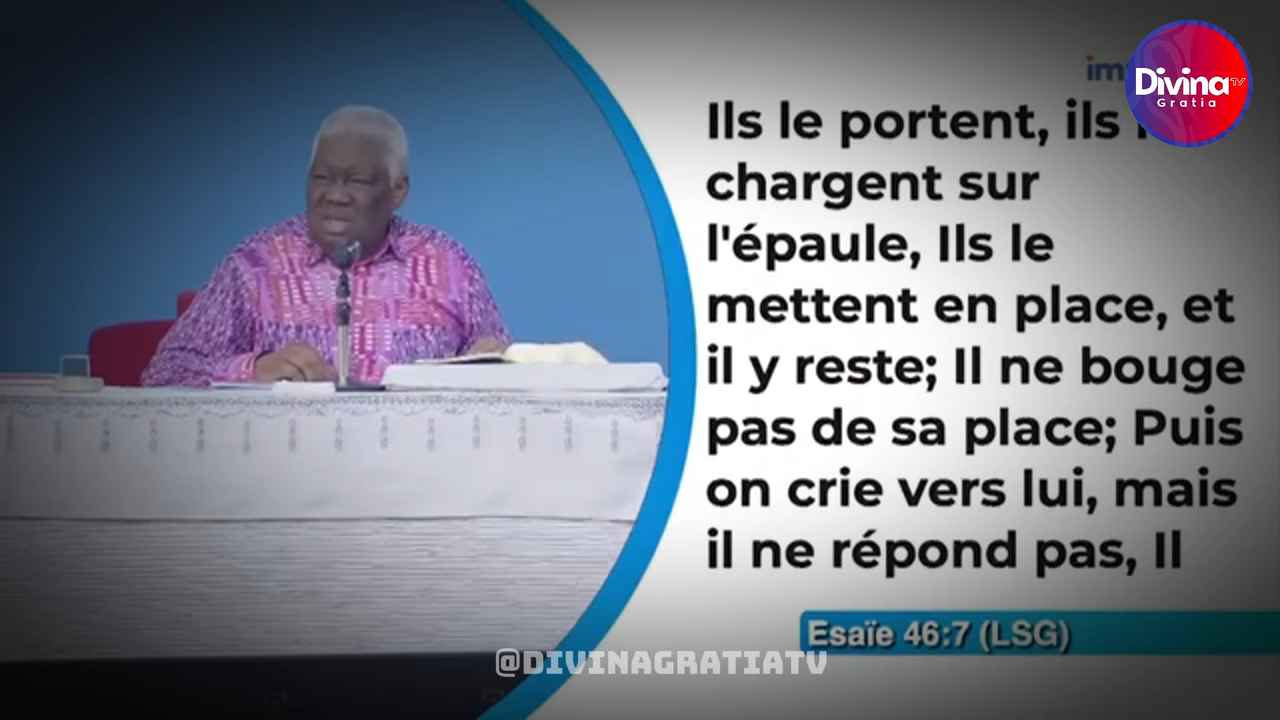 Divina TV
Gratia
Ils le portent, ils
chargent sur
l'épaule, Ils le
mettent en place, et
il y reste; Il ne bouge
pas de sa place; Puis
on crie vers lui, mais
il ne répond pas, Il
Esaïe 46:7 (LSG)
@DIVINAGRATIATV